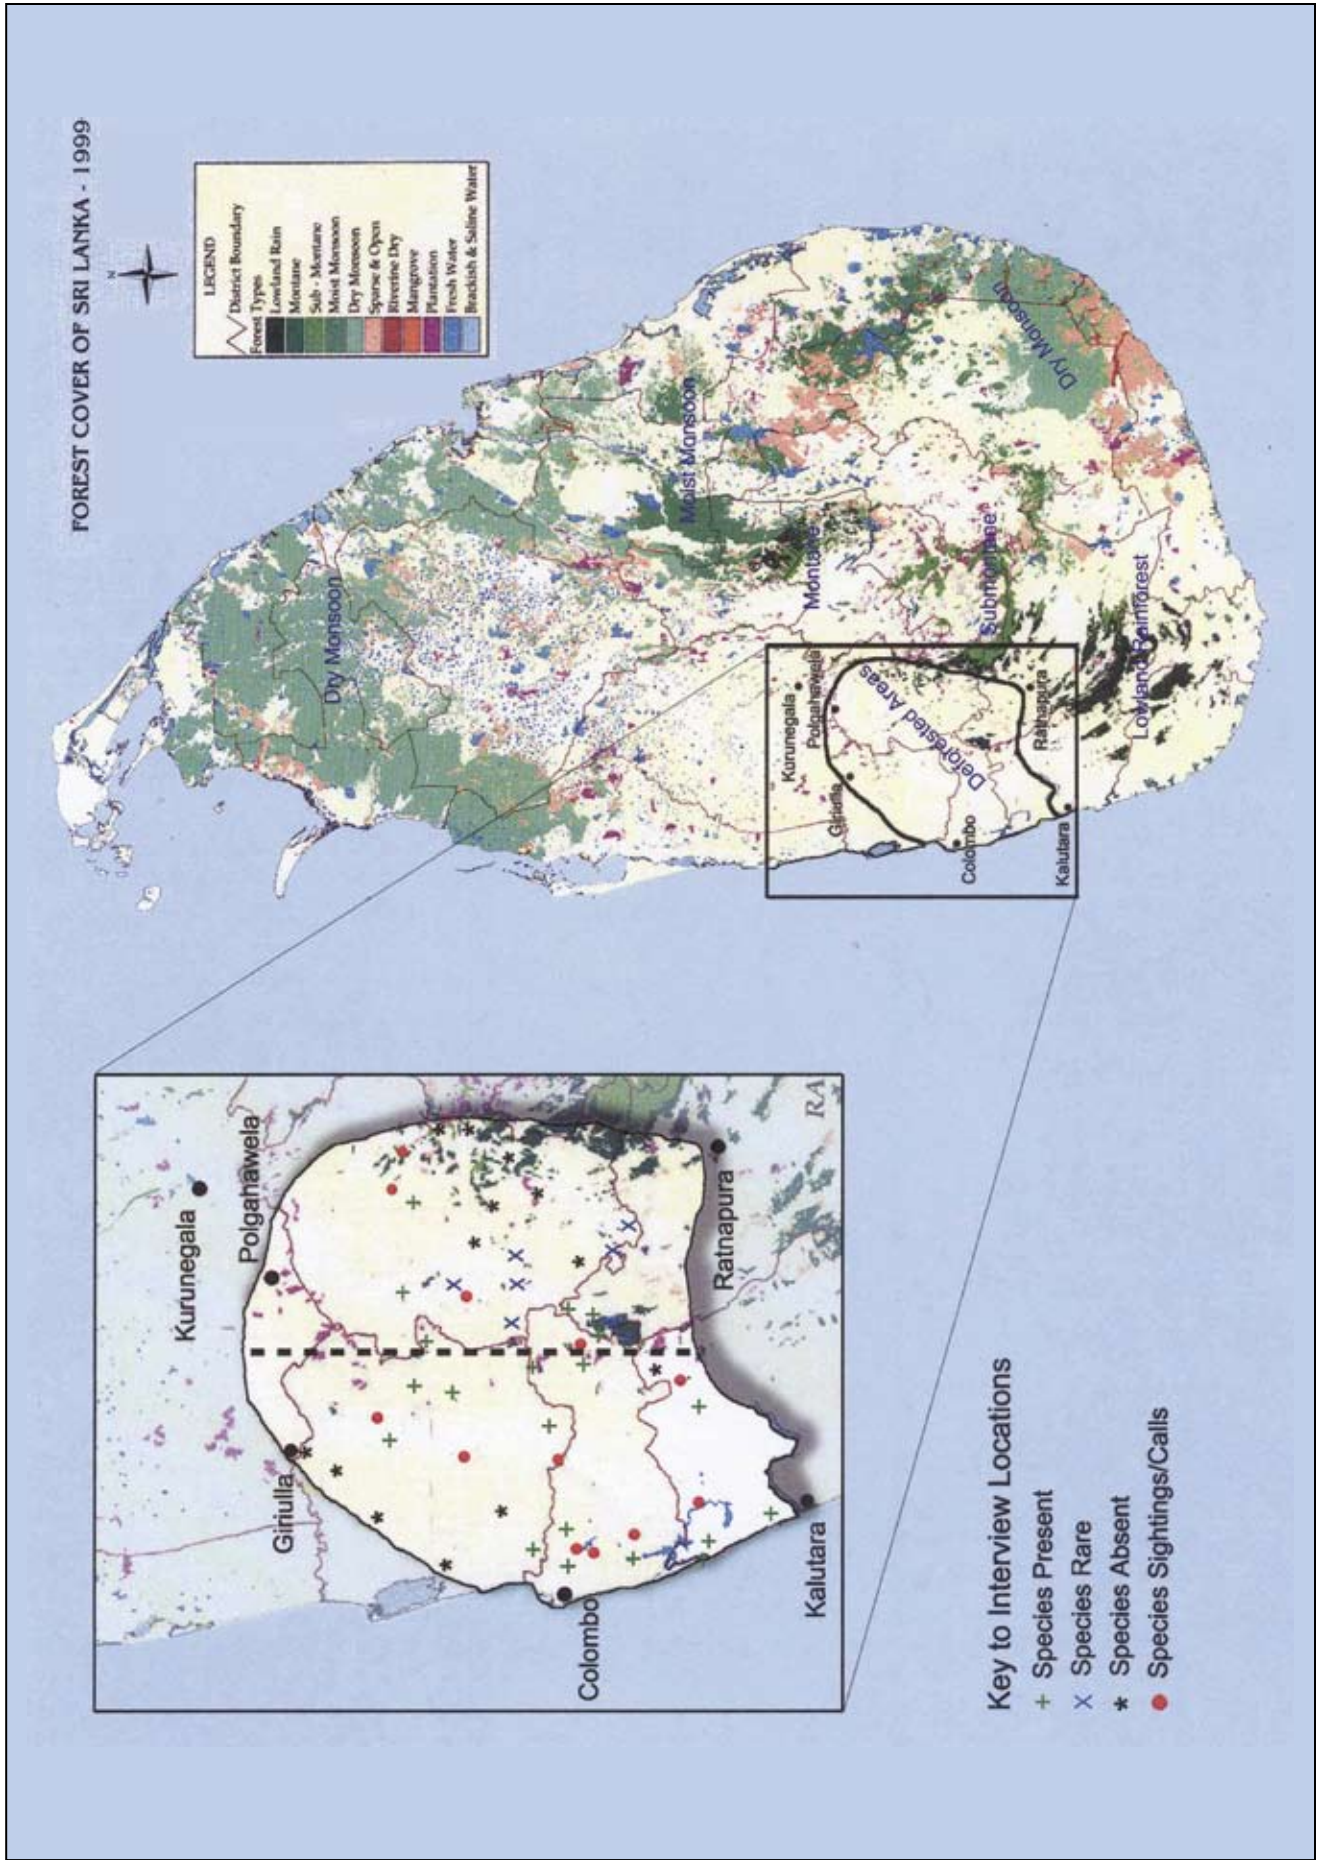 FOREST COVER OF SRI LANKA - 1999
N
LEGEND
District Boundary
Forest Types
Lowland Rain
Montane
Sub - Montane
Moist Monsoon
Dry Monsoon
Sparse & Open
Riverine Dry
Mangrove
Plantation
Fresh Water
Brackish & Saline Water
Dry Monsoon
Moist Monsoon
Montane
Submontane
Dry Monsoon
Lowland Rainforest
Deforested Areas
Kurunegala
Polgahawela
Giriulla
Colombo
Ratnapura
Kalutara
Kurunegala
Polgahawela
Giriulla
Colombo
Ratnapura
Kalutara
RA
Key to Interview Locations
+ Species Present
x Species Rare
* Species Absent
● Species Sightings/Calls